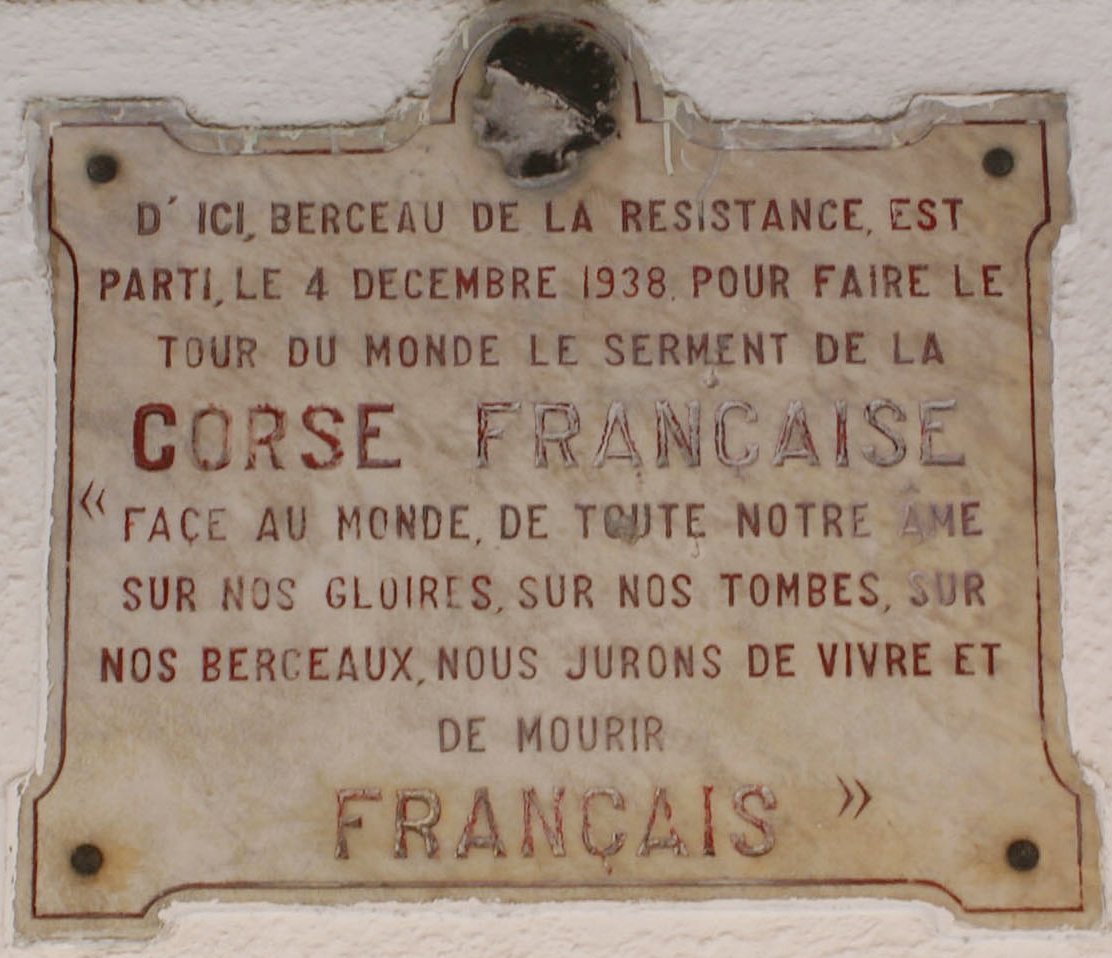 D' ICI, BERCEAU DE LA RESISTANCE, EST
PARTI, LE 4 DECEMBRE 1938. POUR FAIRE LE
TOUR DU MONDE LE SERMENT DE LA
CORSE FRANÇAISE
« FAÇE AU MONDE, DE TOUTE NOTRE ÂME
SUR NOS GLOIRES, SUR NOS TOMBES, SUR
NOS BERCEAUX, NOUS JURONS DE VIVRE ET
DE MOURIR
FRANÇAIS »